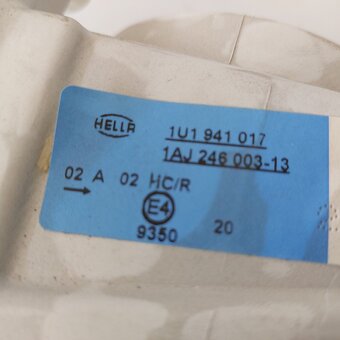 HELLA
1U1 941 017
1AJ 246 003-13
02 A 02 HC/R
E4
9350
20